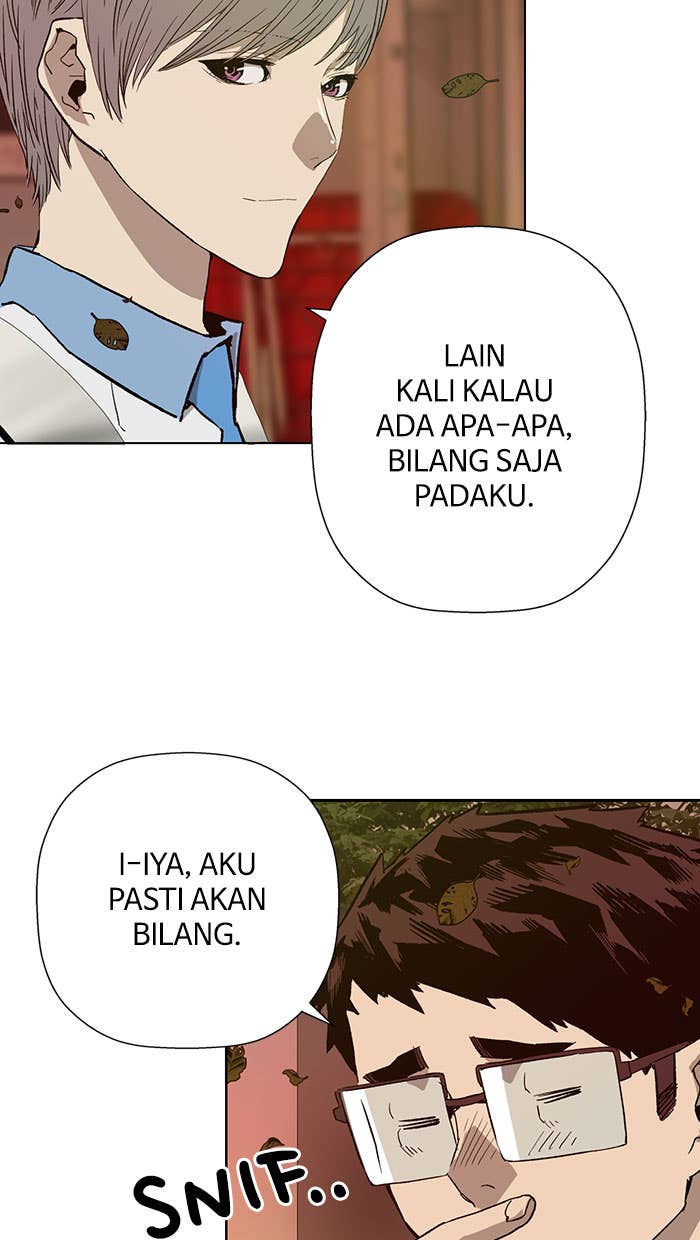 LAIN
KALI KALAU
ADA APA-APA,
BILANG SAJA
PADAKU.
I-IYA, AKU
PASTI AKAN
BILANG.
SNIF..